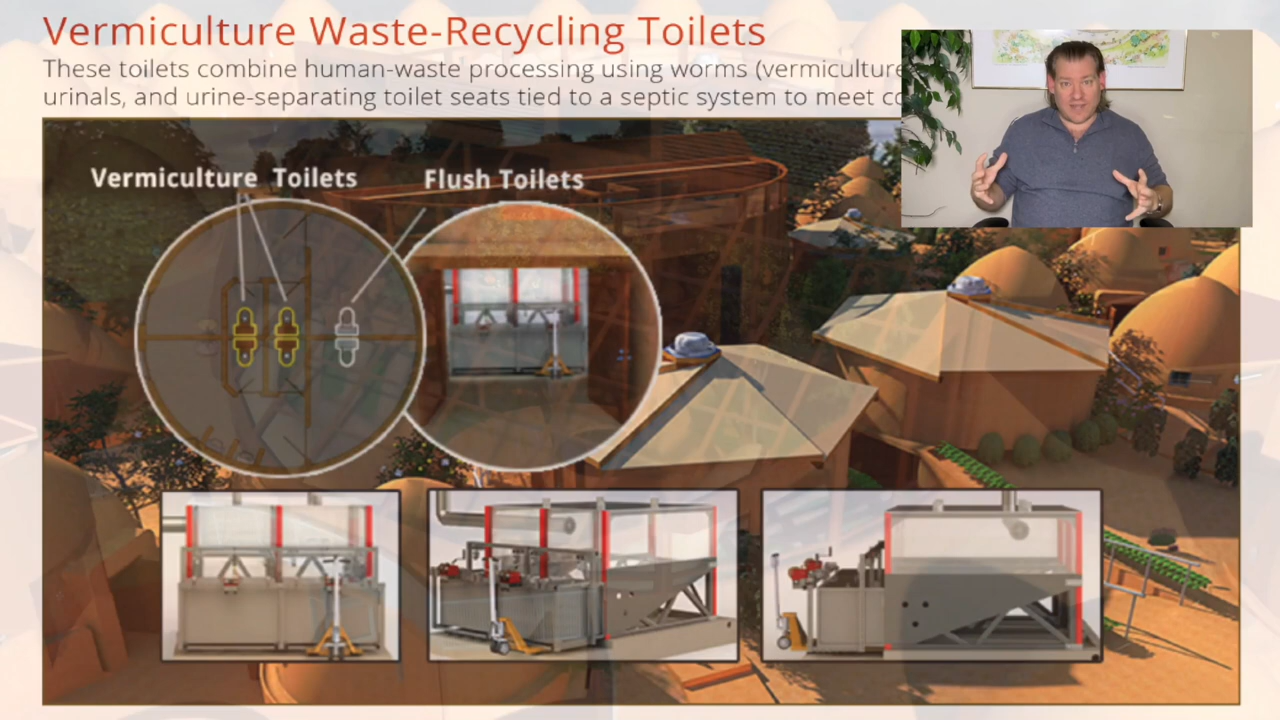 Vermiculture Waste-Recycling Toilets
These toilets combine human-waste processing using worms (vermiculture
urinals, and urine-separating toilet seats tied to a septic system to meet
Vermiculture Toilets
Flush Toilets